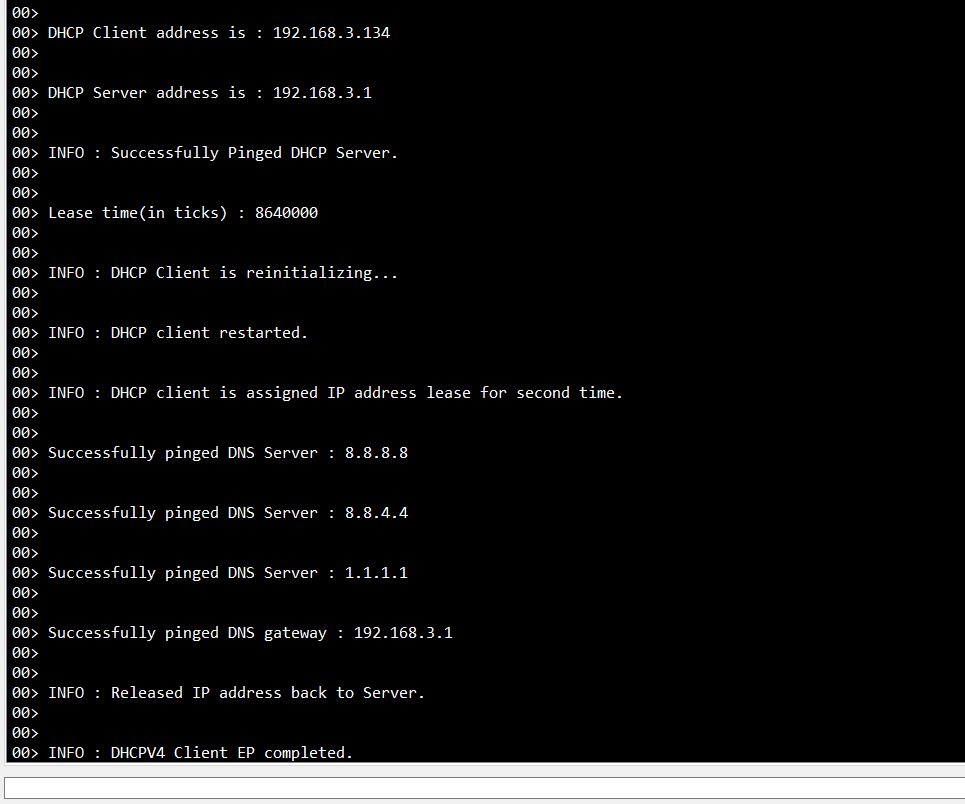 00>
00> DHCP Client address is : 192.168.3.134
00>
00>
00> DHCP Server address is : 192.168.3.1
00>
00>
00> INFO : Successfully Pinged DHCP Server.
00>
00>
00> Lease time(in ticks) : 8640000
00>
00>
00> INFO : DHCP Client is reinitializing...
00>
00>
00> INFO : DHCP client restarted.
00>
00>
00> INFO : DHCP client is assigned IP address lease for second time.
00>
00>
00> Successfully pinged DNS Server : 8.8.8.8
00>
00>
00> Successfully pinged DNS Server : 8.8.4.4
00>
00>
00> Successfully pinged DNS Server : 1.1.1.1
00>
00>
00> Successfully pinged DNS gateway : 192.168.3.1
00>
00>
00> INFO : Released IP address back to Server.
00>
00>
00> INFO : DHCPV4 Client EP completed.